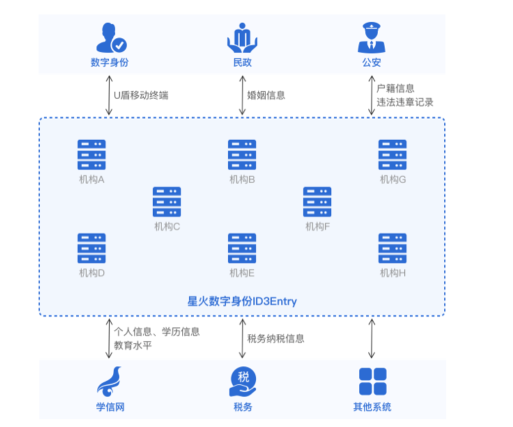 数字身份
民政
公安
U盾移动终端
婚姻信息
户籍信息
违法违章记录
机构A
机构B
机构G
机构C
机构F
机构D
机构E
机构H
星火数字身份ID3Entry
个人信息、学历信息
教育水平
税务纳税信息
税
学信网
税务
其他系统